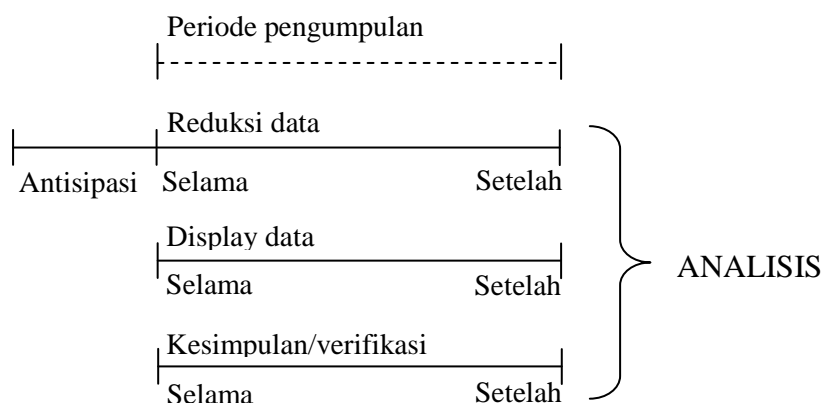 Periode pengumpulan
Reduksi data
Antisipasi Selama Setelah
Display data
Selama Setelah
ANALISIS
Kesimpulan/verifikasi
Selama Setelah